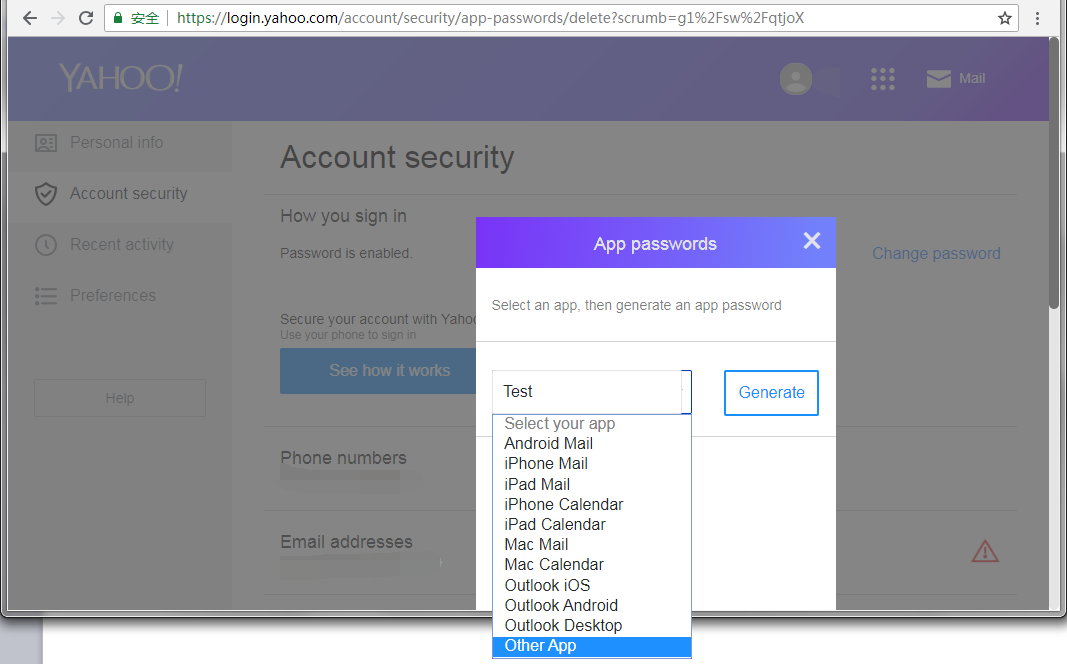 安全 https://login.yahoo.com/account/security/app-passwords/delete?scrumb=g1%2Fsw%2FqtjoX
YAHOO!
Mail
Personal info
Account security
Recent activity
Preferences
Help
Account security
How you sign in
Password is enabled.
Change password
Secure your account with Yahoo
Use your phone to sign in
See how it works
Phone numbers
Email addresses
App passwords
Select an app, then generate an app password
Test
Generate
Select your app
Android Mail
iPhone Mail
iPad Mail
iPhone Calendar
iPad Calendar
Mac Mail
Mac Calendar
Outlook iOS
Outlook Android
Outlook Desktop
Other App